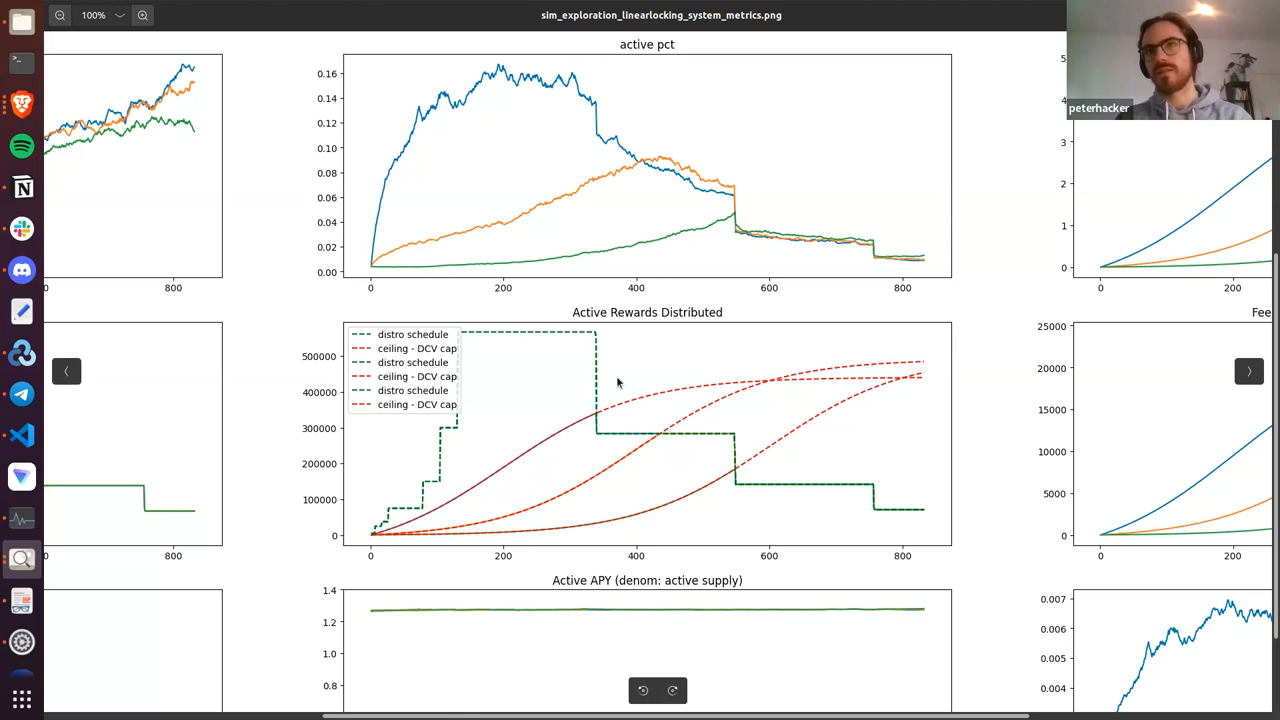 100%
sim_exploration_linearlocking_system_metrics.png
peterhacker
active pct
0.16
0.14
0.12
0.10
0.08
0.06
0.04
0.02
0.00
0 200 400 600 800
0 800
5
4
3
2
1
0
0 200
Active Rewards Distributed
distro schedule
ceiling - DCV cap
distro schedule
ceiling - DCV cap
distro schedule
ceiling - DCV cap
500000
400000
300000
200000
100000
0
0 200 400 600 800
800
Fee
25000
20000
15000
10000
5000
0
0 200
Active APY (denom: active supply)
1.4
1.2
1.0
0.8
0.007
0.006
0.005
0.004